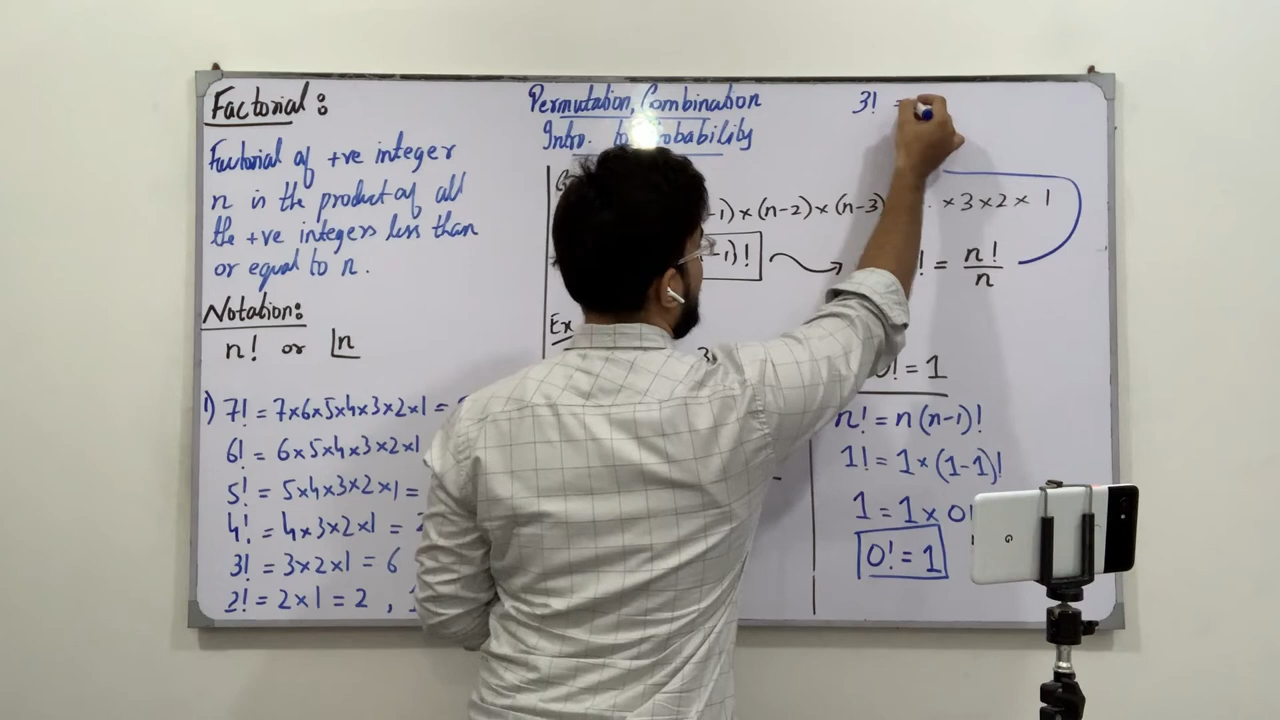 Factorial:
Factorial of +ve integer
n is the product of all
the +ve integers less than
or equal to n.
Notation:
n! or |n
1) 7! = 7×6×5×4×3×2×1 =
6! = 6×5×4×3×2×1
5! = 5×4×3×2×1 =
4! = 4×3×2×1 =
3! = 3×2×1 = 6
2! = 2×1 = 2 ,
Permutation, Combination
Intro. to Probability
-1)×(n-2)×(n-3) . ×3×2×1
-1)!
! = n!/n
Ex
3
3! =
0! = 1
n! = n(n-1)!
1! = 1×(1-1)!
1 = 1×0!
0! = 1
G